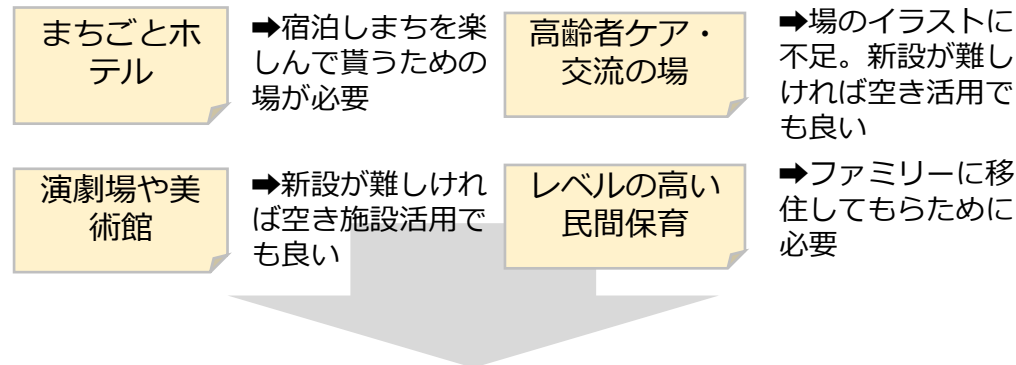 まちごとホ
テル
➡宿泊しまちを楽
しんで貰うための
場が必要
高齢者ケア・
交流の場
➡場のイラストに
不足。新設が難し
ければ空き活用で
も良い
演劇場や美
術館
➡新設が難しけれ
ば空き施設活用で
も良い
レベルの高い
民間保育
➡ファミリーに移
住してもらために
必要